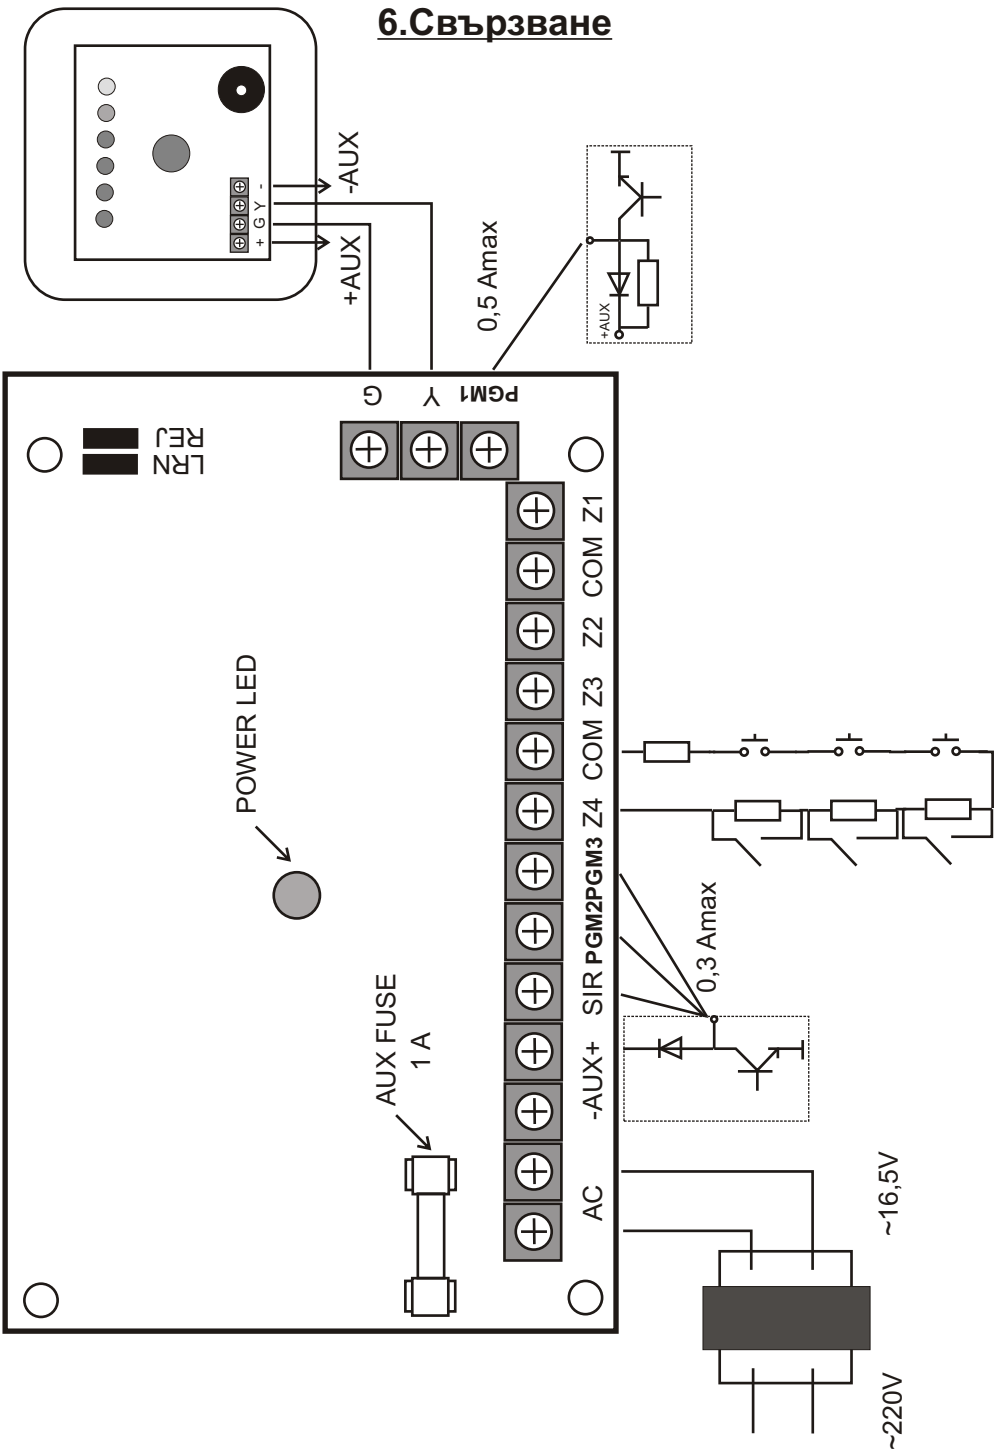 6.Свързване
-AUX
- Y G +
+AUX
0,5 Amax
+AUX
G
Y
PGM1
REJ
LRN
Z1
COM
Z2
Z3
COM
Z4
PGM3
PGM2
SIR
-AUX+
AC
POWER LED
AUX FUSE
1 A
0,3 Amax
~16,5V
~220V